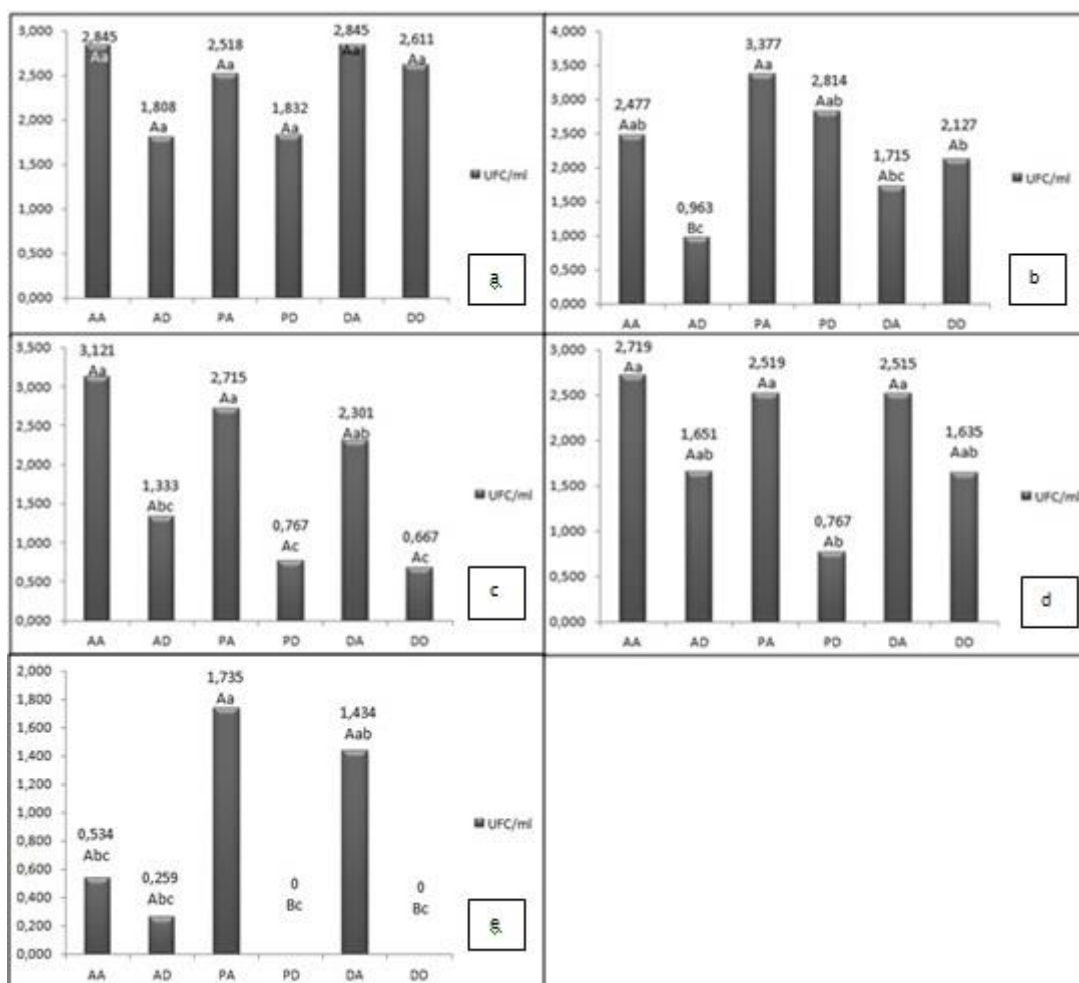 3,000
2,500
2,000
1,500
1,000
0,500
0,000
2,845
Aa
1,808
Aa
2,518
Aa
1,832
Aa
2,845
Aa
2,611
Aa
AA AD PA PD DA DD
UFC/ml
a
4,000
3,500
3,000
2,500
2,000
1,500
1,000
0,500
0,000
2,477
Aab
0,963
Bc
3,377
Aa
2,814
Aab
1,715
Abc
2,127
Ab
AA AD PA PD DA DD
UFC/ml
b
3,500
3,000
2,500
2,000
1,500
1,000
0,500
0,000
3,121
Aa
1,333
Abc
2,715
Aa
0,767
Ac
2,301
Aab
0,667
Ac
AA AD PA PD DA DD
UFC/ml
c
3,000
2,500
2,000
1,500
1,000
0,500
0,000
2,719
Aa
1,651
Aab
2,519
Aa
0,767
Ab
2,515
Aa
1,635
Aab
AA AD PA PD DA DD
UFC/ml
d
2,000
1,800
1,600
1,400
1,200
1,000
0,800
0,600
0,400
0,200
0,000
0,534
Abc
0,259
Abc
1,735
Aa
0
Bc
1,434
Aab
0
Bc
AA AD PA PD DA DD
UFC/ml
e